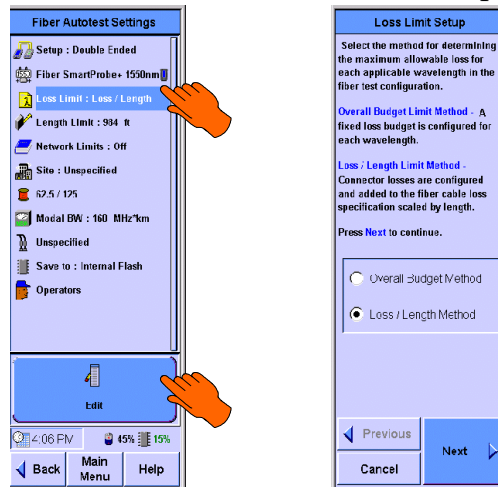 Fiber Autotest Settings
Setup : Double Ended
Fiber SmartProbe+ 1550nm
Loss Limit : Loss / Length
Length Limit : 984 ft
Network Limits : Off
Site : Unspecified
62.5 / 125
Modal BW : 160 MHz*km
Unspecified
Save to : Internal Flash
Operators
Edit
4:06 PM
45%
15%
Back
Main Menu
Help
Loss Limit Setup
Select the method for determining
the maximum allowable loss for
each applicable wavelength in the
fiber test configuration.
Overall Budget Limit Method - A
fixed loss budget is configured for
each wavelength.
Loss / Length Limit Method -
Connector losses are configured
and added to the fiber cable loss
specification scaled by length.
Press Next to continue.
Overall Budget Method
Loss / Length Method
Previous
Next
Cancel